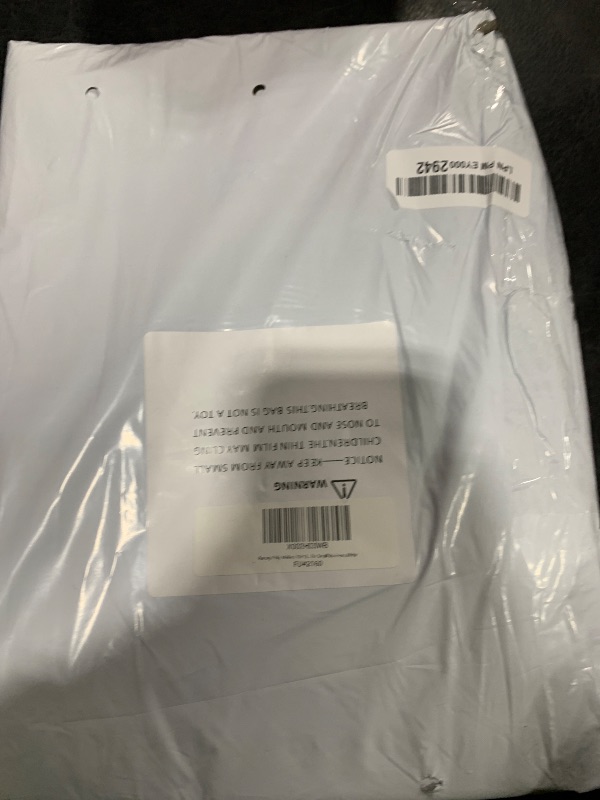 WARNING
NOTICE——KEEP AWAY FROM SMALL
CHILDREN.THE THIN FILM MAY CLING
TO NOSE AND MOUTH AND PREVENT
BREATHING.THIS BAG IS NOT A TOY.
2942